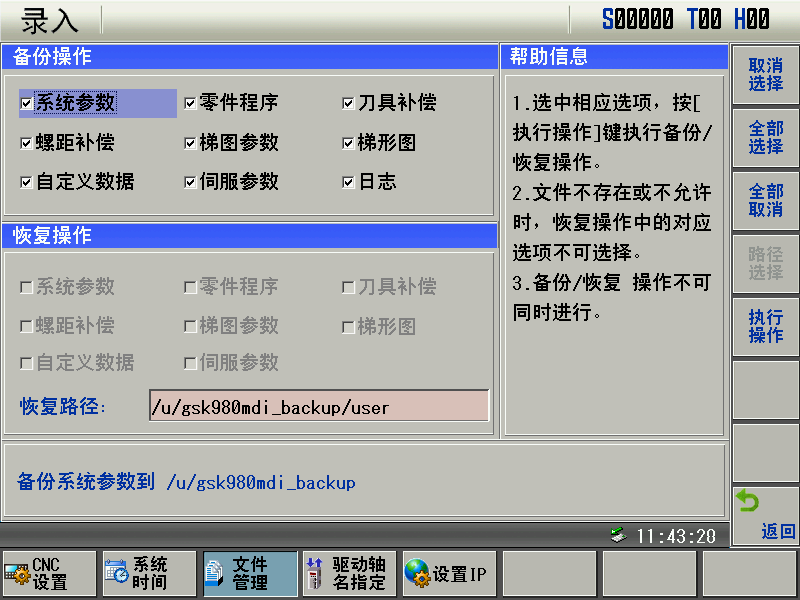 录入
S00000 T00 H00
备份操作
系统参数 零件程序 刀具补偿
螺距补偿 梯图参数 梯形图
自定义数据 伺服参数 日志
恢复操作
系统参数 零件程序 刀具补偿
螺距补偿 梯图参数 梯形图
自定义数据 伺服参数
恢复路径: /u/gsk980mdi_backup/user
帮助信息
1.选中相应选项，按[
执行操作]键执行备份/
恢复操作。
2.文件不存在或不允许
时，恢复操作中的对应
选项不可选择。
3.备份/恢复 操作不可
同时进行。
备份系统参数到 /u/gsk980mdi_backup
11:43:28
取消
选择
全部
选择
全部
取消
路径
选择
执行
操作
返回
CNC
设置
系统
时间
文件
管理
驱动轴
名指定
设置IP